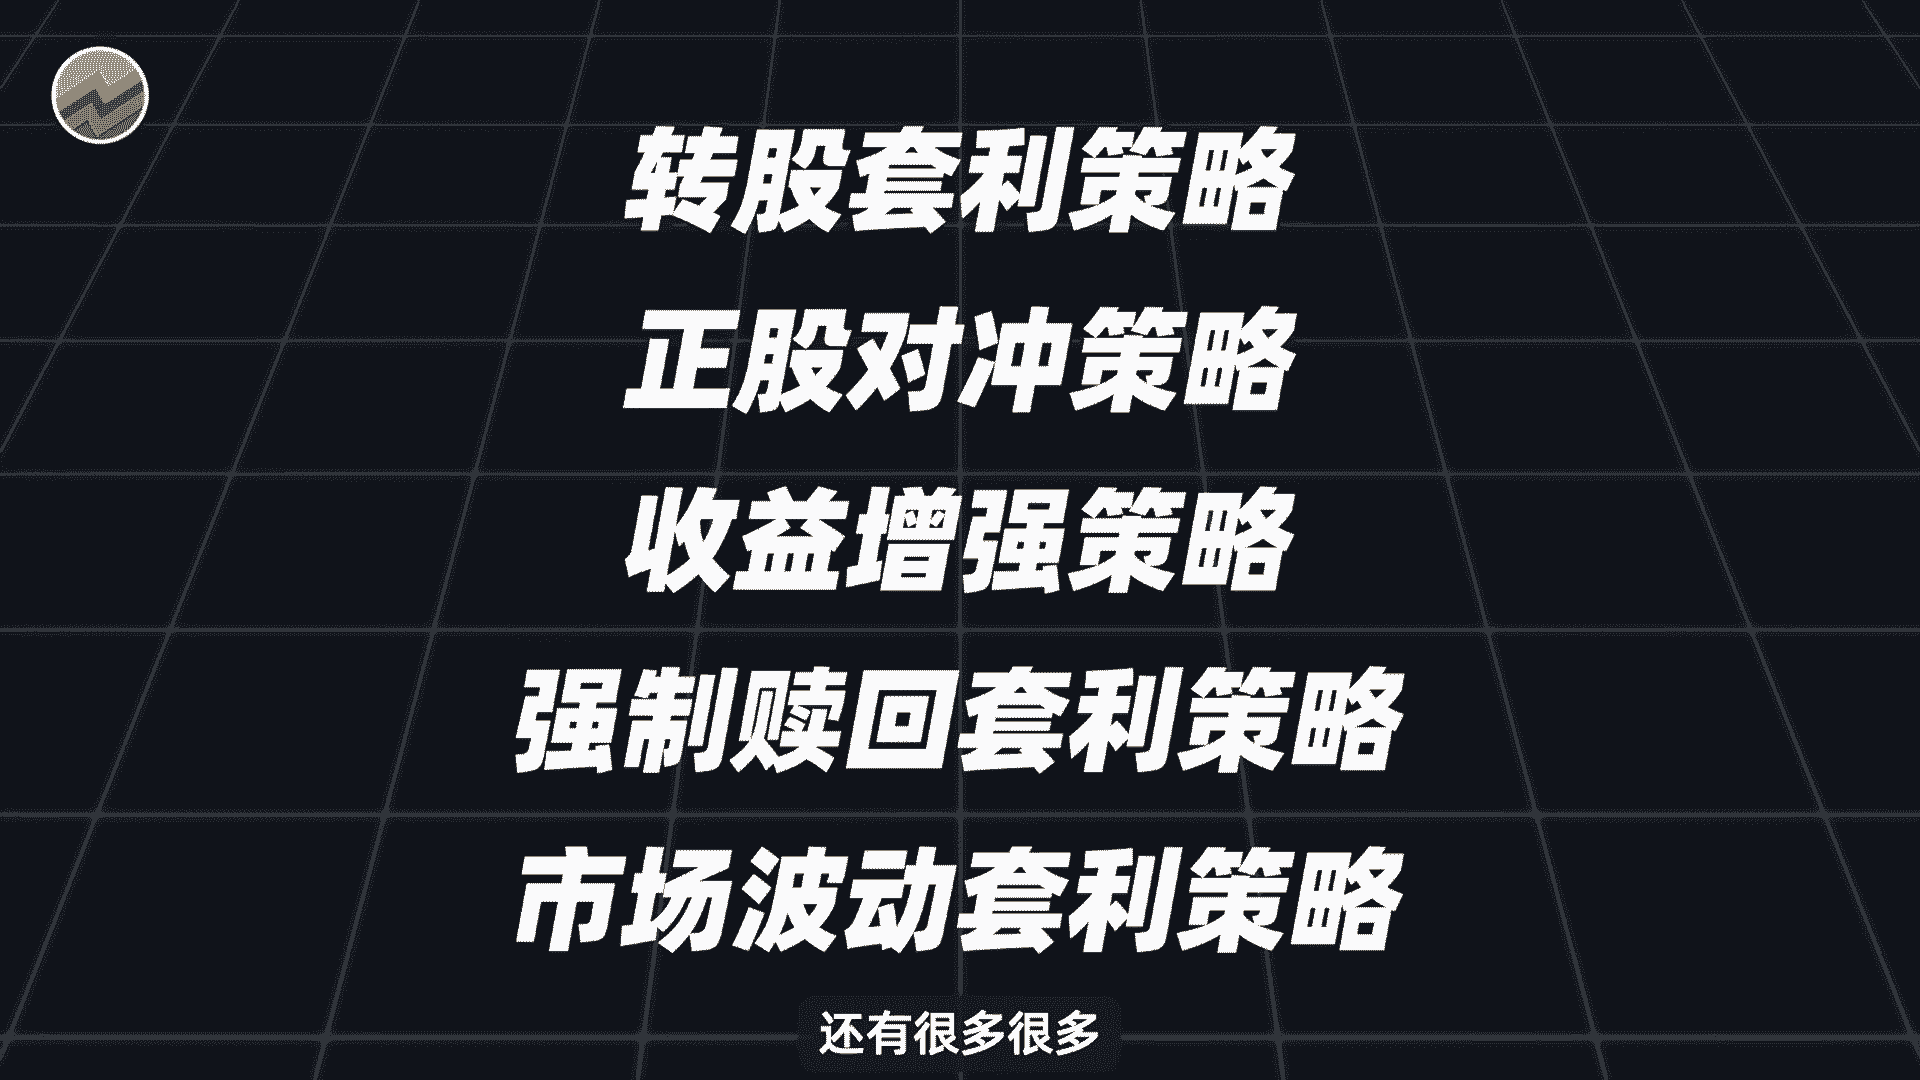 转股套利策略
正股对冲策略
收益增强策略
强制赎回套利策略
市场波动套利策略
还有很多很多